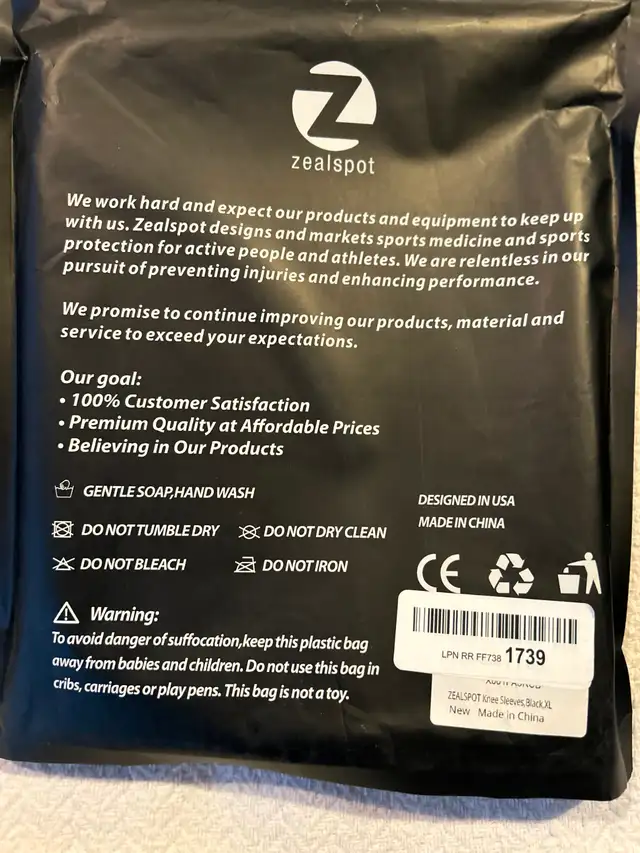 Z
zealspot
We work hard and expect our products and equipment to keep up
with us. Zealspot designs and markets sports medicine and sports
protection for active people and athletes. We are relentless in our
pursuit of preventing injuries and enhancing performance.
We promise to continue improving our products, material and
service to exceed your expectations.
Our goal:
• 100% Customer Satisfaction
• Premium Quality at Affordable Prices
• Believing in Our Products
GENTLE SOAP,HAND WASH
DO NOT TUMBLE DRY DO NOT DRY CLEAN
DO NOT BLEACH DO NOT IRON
DESIGNED IN USA
MADE IN CHINA
CE
Warning:
To avoid danger of suffocation,keep this plastic bag
away from babies and children. Do not use this bag in
cribs, carriages or play pens. This bag is not a toy.
LPN RR FF738 1739
ZEALSPOT Knee Sleeves,Black,XL
New Made in China